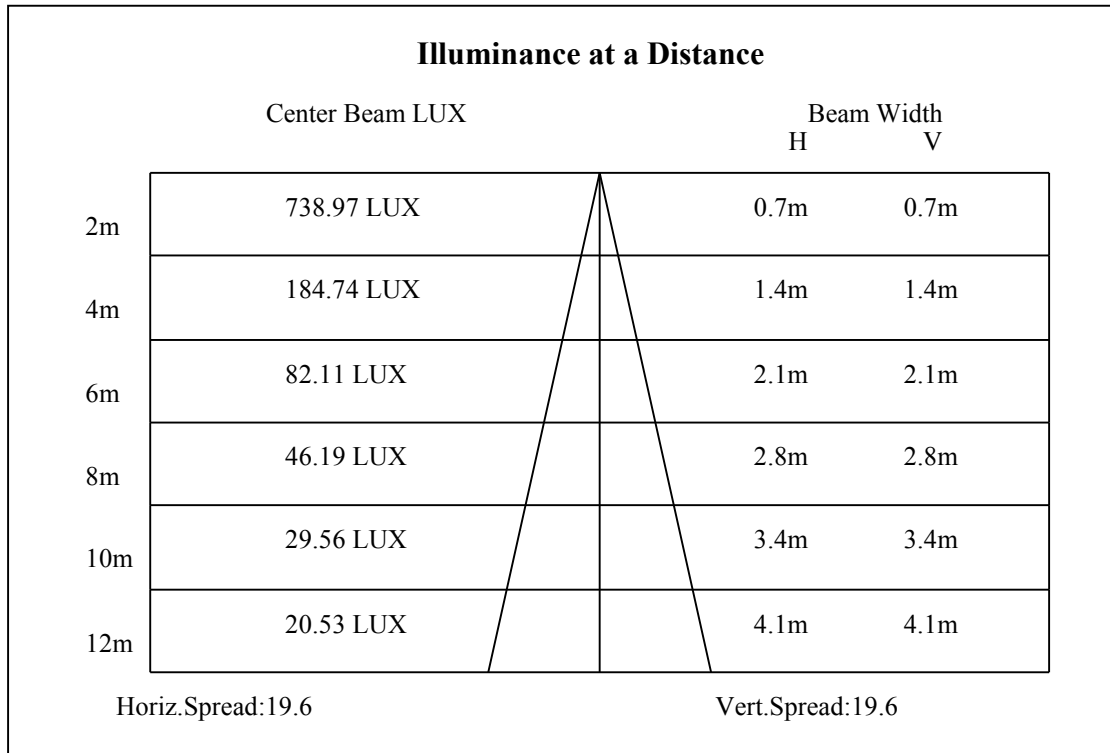 Illuminance at a Distance
Center Beam LUX Beam Width
H V
2m 738.97 LUX 0.7m 0.7m
4m 184.74 LUX 1.4m 1.4m
6m 82.11 LUX 2.1m 2.1m
8m 46.19 LUX 2.8m 2.8m
10m 29.56 LUX 3.4m 3.4m
12m 20.53 LUX 4.1m 4.1m
Horiz.Spread:19.6 Vert.Spread:19.6